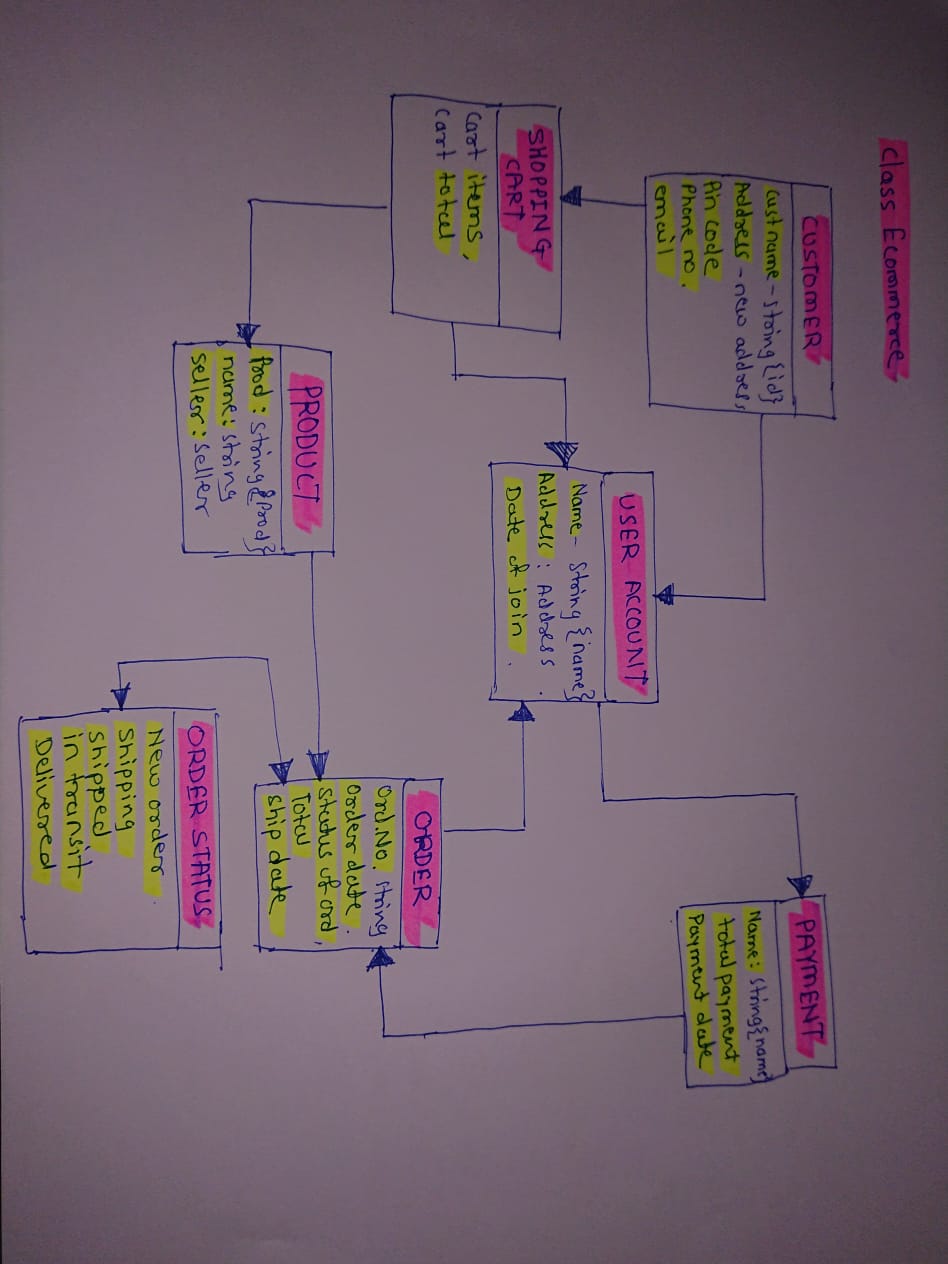 Class Ecommerce
CUSTOMER
custname - string {id}
Address - new address
Pin code
Phone no.
email
SHOPPING
CART
Cart items,
Cart total
USER ACCOUNT
Name - string {name}
Address : Address.
Date of join.
PRODUCT
Prod : string {Prod}
name : string
seller : seller
PAYMENT
Name : string {name}
total payment
Payment date
ORDER
Ord.No. string
Order date.
Status of ord,
Total
Ship date
ORDER STATUS
New order.
Shipping
Shipped
in transit
Delivered